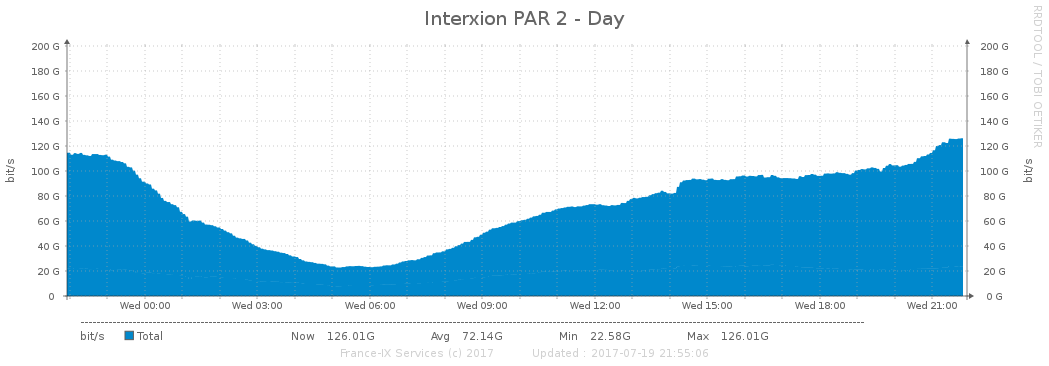 Interxion PAR 2 - Day
RRDTOOL / TOBI OETIKER
bit/s
bit/s
200 G 200 G
180 G 180 G
160 G 160 G
140 G 140 G
120 G 120 G
100 G 100 G
80 G 80 G
60 G 60 G
40 G 40 G
20 G 20 G
0 0 G
Wed 00:00 Wed 03:00 Wed 06:00 Wed 09:00 Wed 12:00 Wed 15:00 Wed 18:00 Wed 21:00
bit/s Total Now 126.01G Avg 72.14G Min 22.58G Max 126.01G
France-IX Services (c) 2017 Updated : 2017-07-19 21:55:06